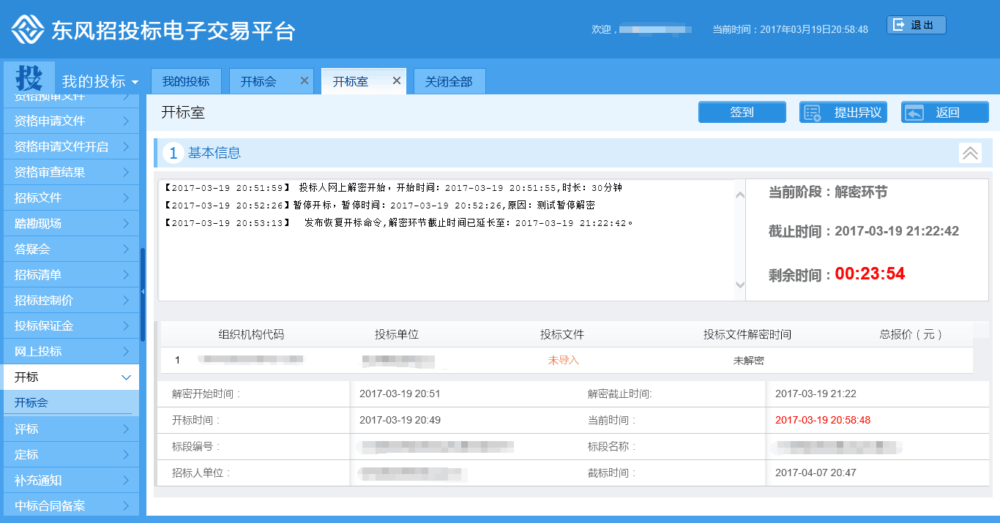 东风招投标电子交易平台
欢迎，
当前时间：2017年03月19日20:58:48
退出
投 我的投标
我的投标 开标会 开标室 关闭全部
资格预审文件
资格申请文件
资格申请文件开启
资格审查结果
招标文件
踏勘现场
答疑会
招标清单
招标控制价
投标保证金
网上投标
开标
开标会
评标
定标
补充通知
中标合同备案
开标室
签到 提出异议 返回
1 基本信息
【2017-03-19 20:51:59】 投标人网上解密开始，开始时间：2017-03-19 20:51:55,时长：30分钟
【2017-03-19 20:52:26】暂停开标，暂停时间：2017-03-19 20:52:26,原因：测试暂停解密
【2017-03-19 20:53:13】 发布恢复开标命令,解密环节截止时间已延长至：2017-03-19 21:22:42。
当前阶段：解密环节
截止时间：2017-03-19 21:22:42
剩余时间：00:23:54
组织机构代码 投标单位 投标文件 投标文件解密时间 总报价（元）
1 未导入 未解密
解密开始时间： 2017-03-19 20:51 解密截止时间: 2017-03-19 21:22
开标时间： 2017-03-19 20:49 当前时间： 2017-03-19 20:58:48
标段编号： 标段名称：
招标人单位： 截标时间： 2017-04-07 20:47